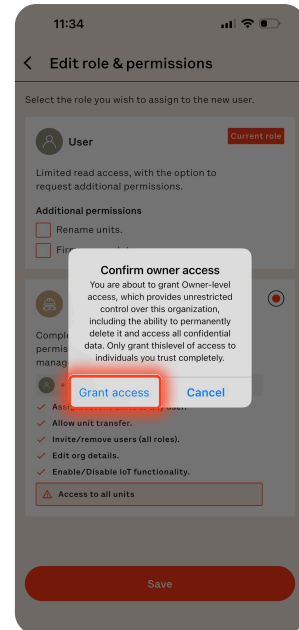 11:34
Edit role & permissions
Select the role you wish to assign to the new user.
User
Current role
Limited read access, with the option to
request additional permissions.
Additional permissions
Rename units.
Confirm owner access
You are about to grant Owner-level
access, which provides unrestricted
control over this organization,
including the ability to permanently
delete it and access all confidential
data. Only grant thislevel of access to
individuals you trust completely.
Grant access
Cancel
Allow unit transfer.
Invite/remove users (all roles).
Edit org details.
Enable/Disable IoT functionality.
Access to all units
Save